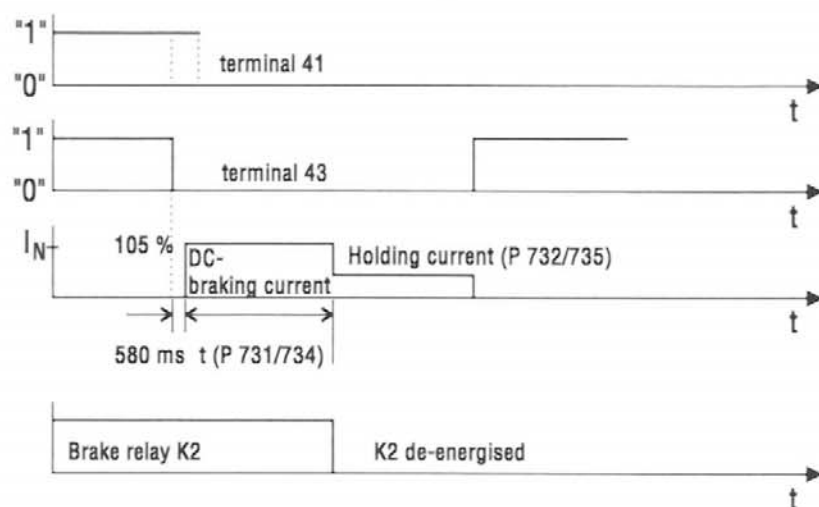 "1"
terminal 41
"0"
t
"1"
terminal 43
"0"
IN
105 %
DC-
braking current
Holding current (P 732/735)
t
580 ms t (P 731/734)
Brake relay K2
K2 de-energised
t